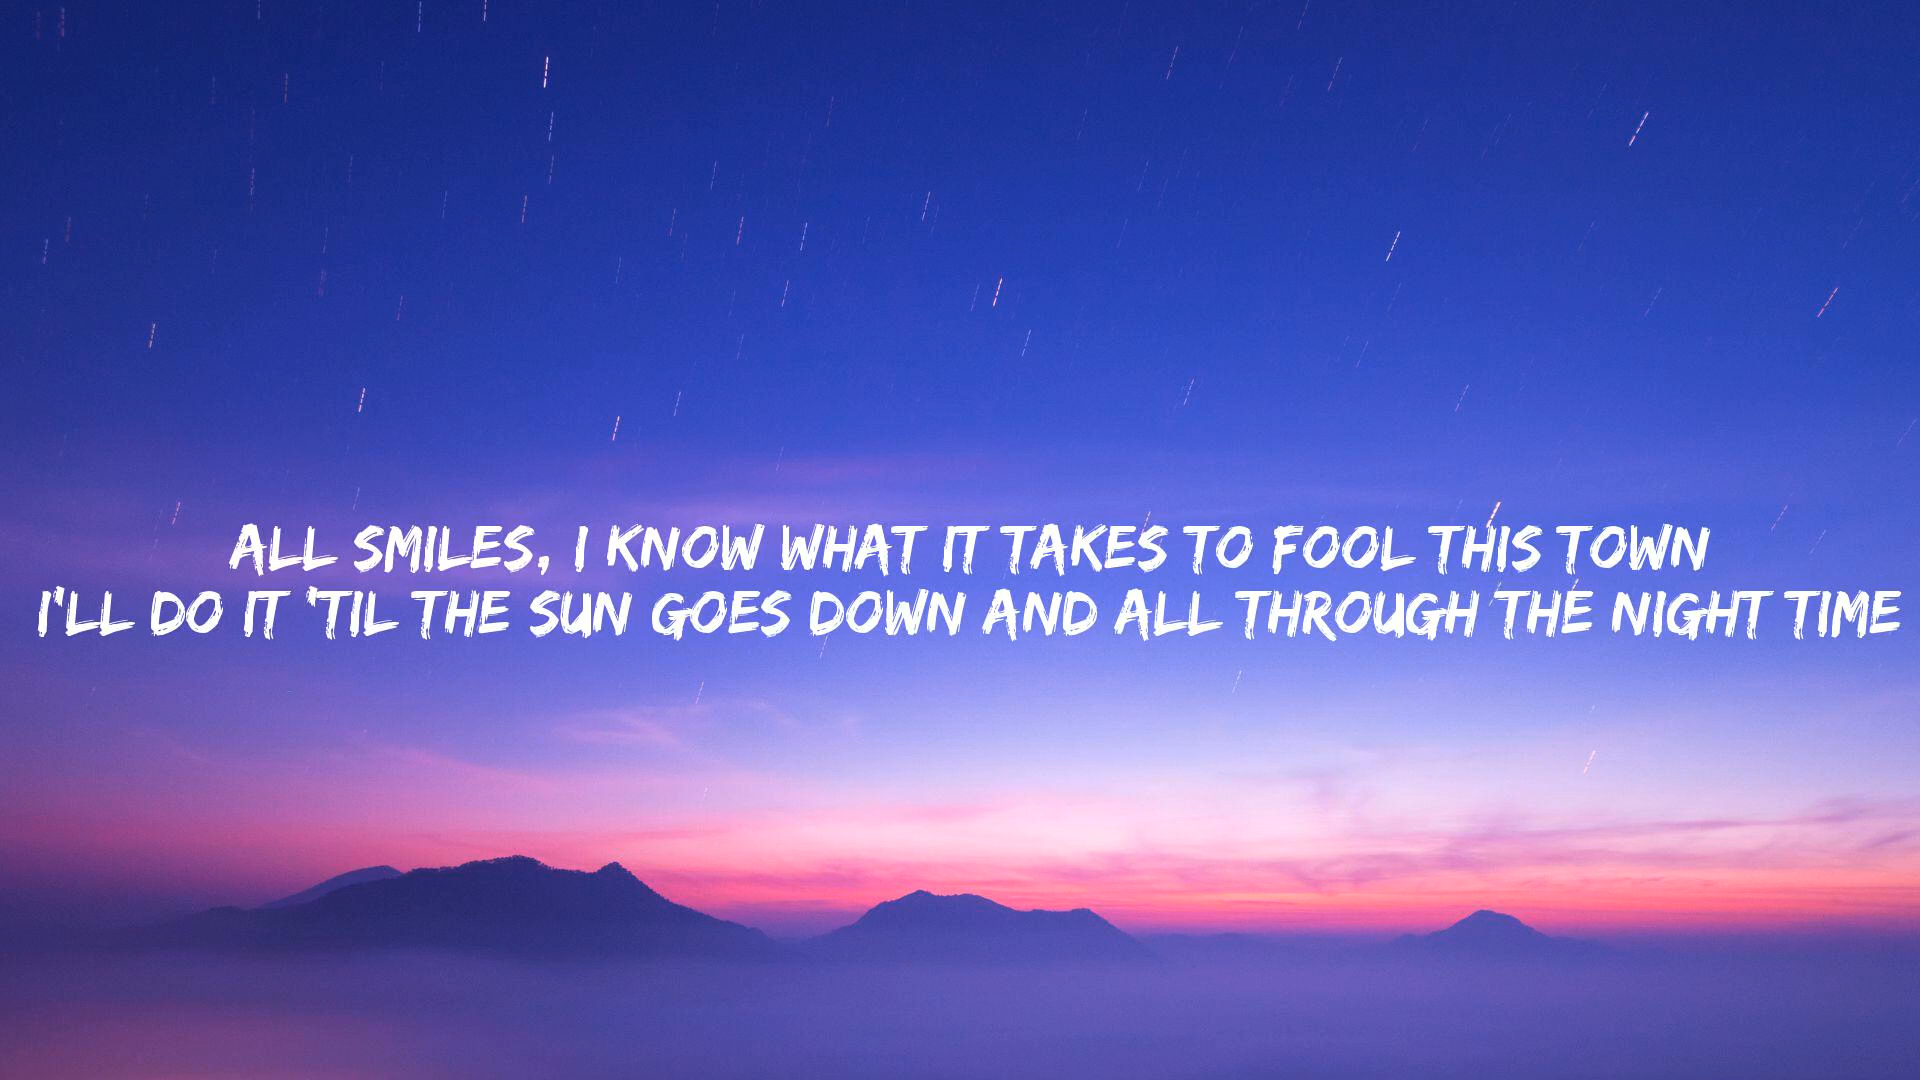 ALL SMILES, I KNOW WHAT IT TAKES TO FOOL THIS TOWN
I'LL DO IT 'TIL THE SUN GOES DOWN AND ALL THROUGH THE NIGHT TIME